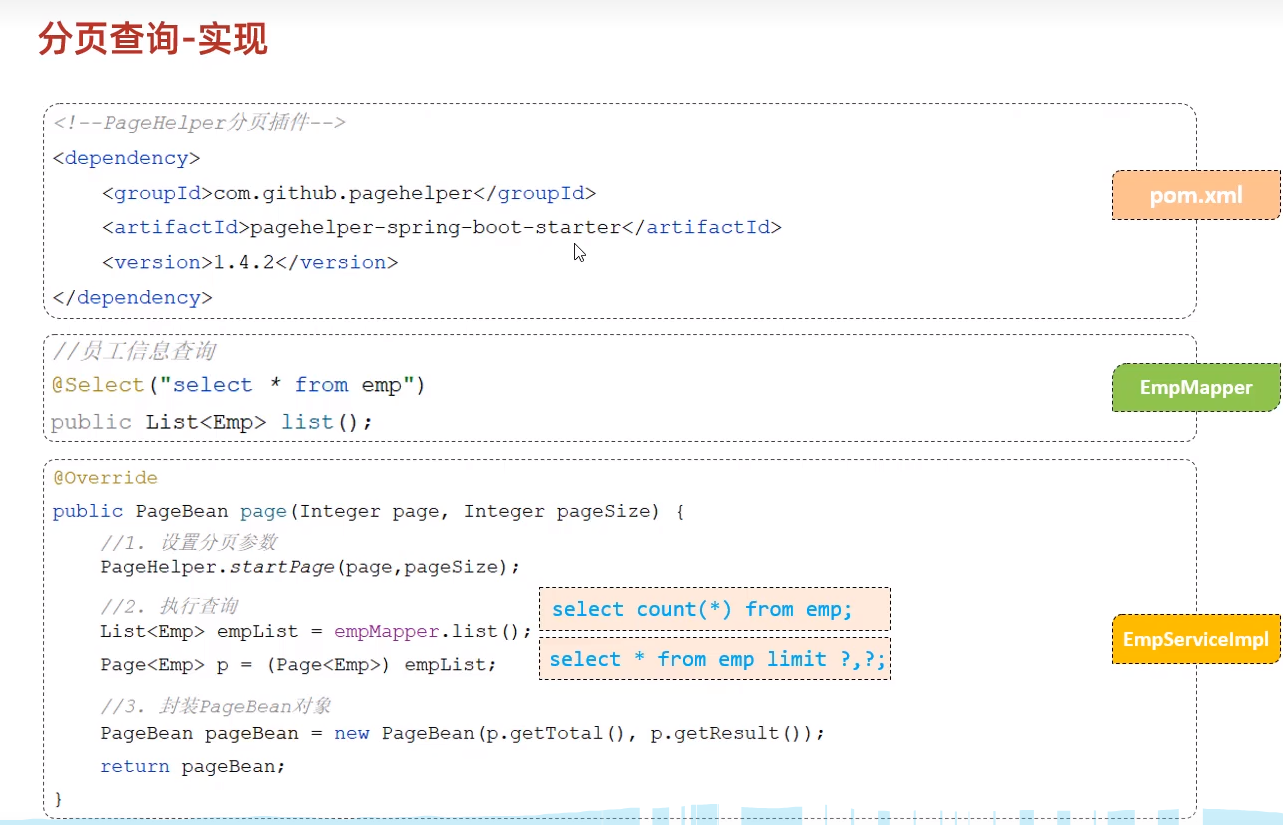 分页查询-实现
<!--PageHelper分页插件-->
<dependency>
<groupId>com.github.pagehelper</groupId>
<artifactId>pagehelper-spring-boot-starter</artifactId>
<version>1.4.2</version>
</dependency>
pom.xml
//员工信息查询
@Select("select * from emp")
public List<Emp> list();
EmpMapper
@Override
public PageBean page(Integer page, Integer pageSize) {
//1. 设置分页参数
PageHelper.startPage(page,pageSize);
//2. 执行查询
List<Emp> empList = empMapper.list();
Page<Emp> p = (Page<Emp>) empList;
select count(*) from emp;
select * from emp limit ?,?;
//3. 封装PageBean对象
PageBean pageBean = new PageBean(p.getTotal(), p.getResult());
return pageBean;
}
EmpServiceImpl